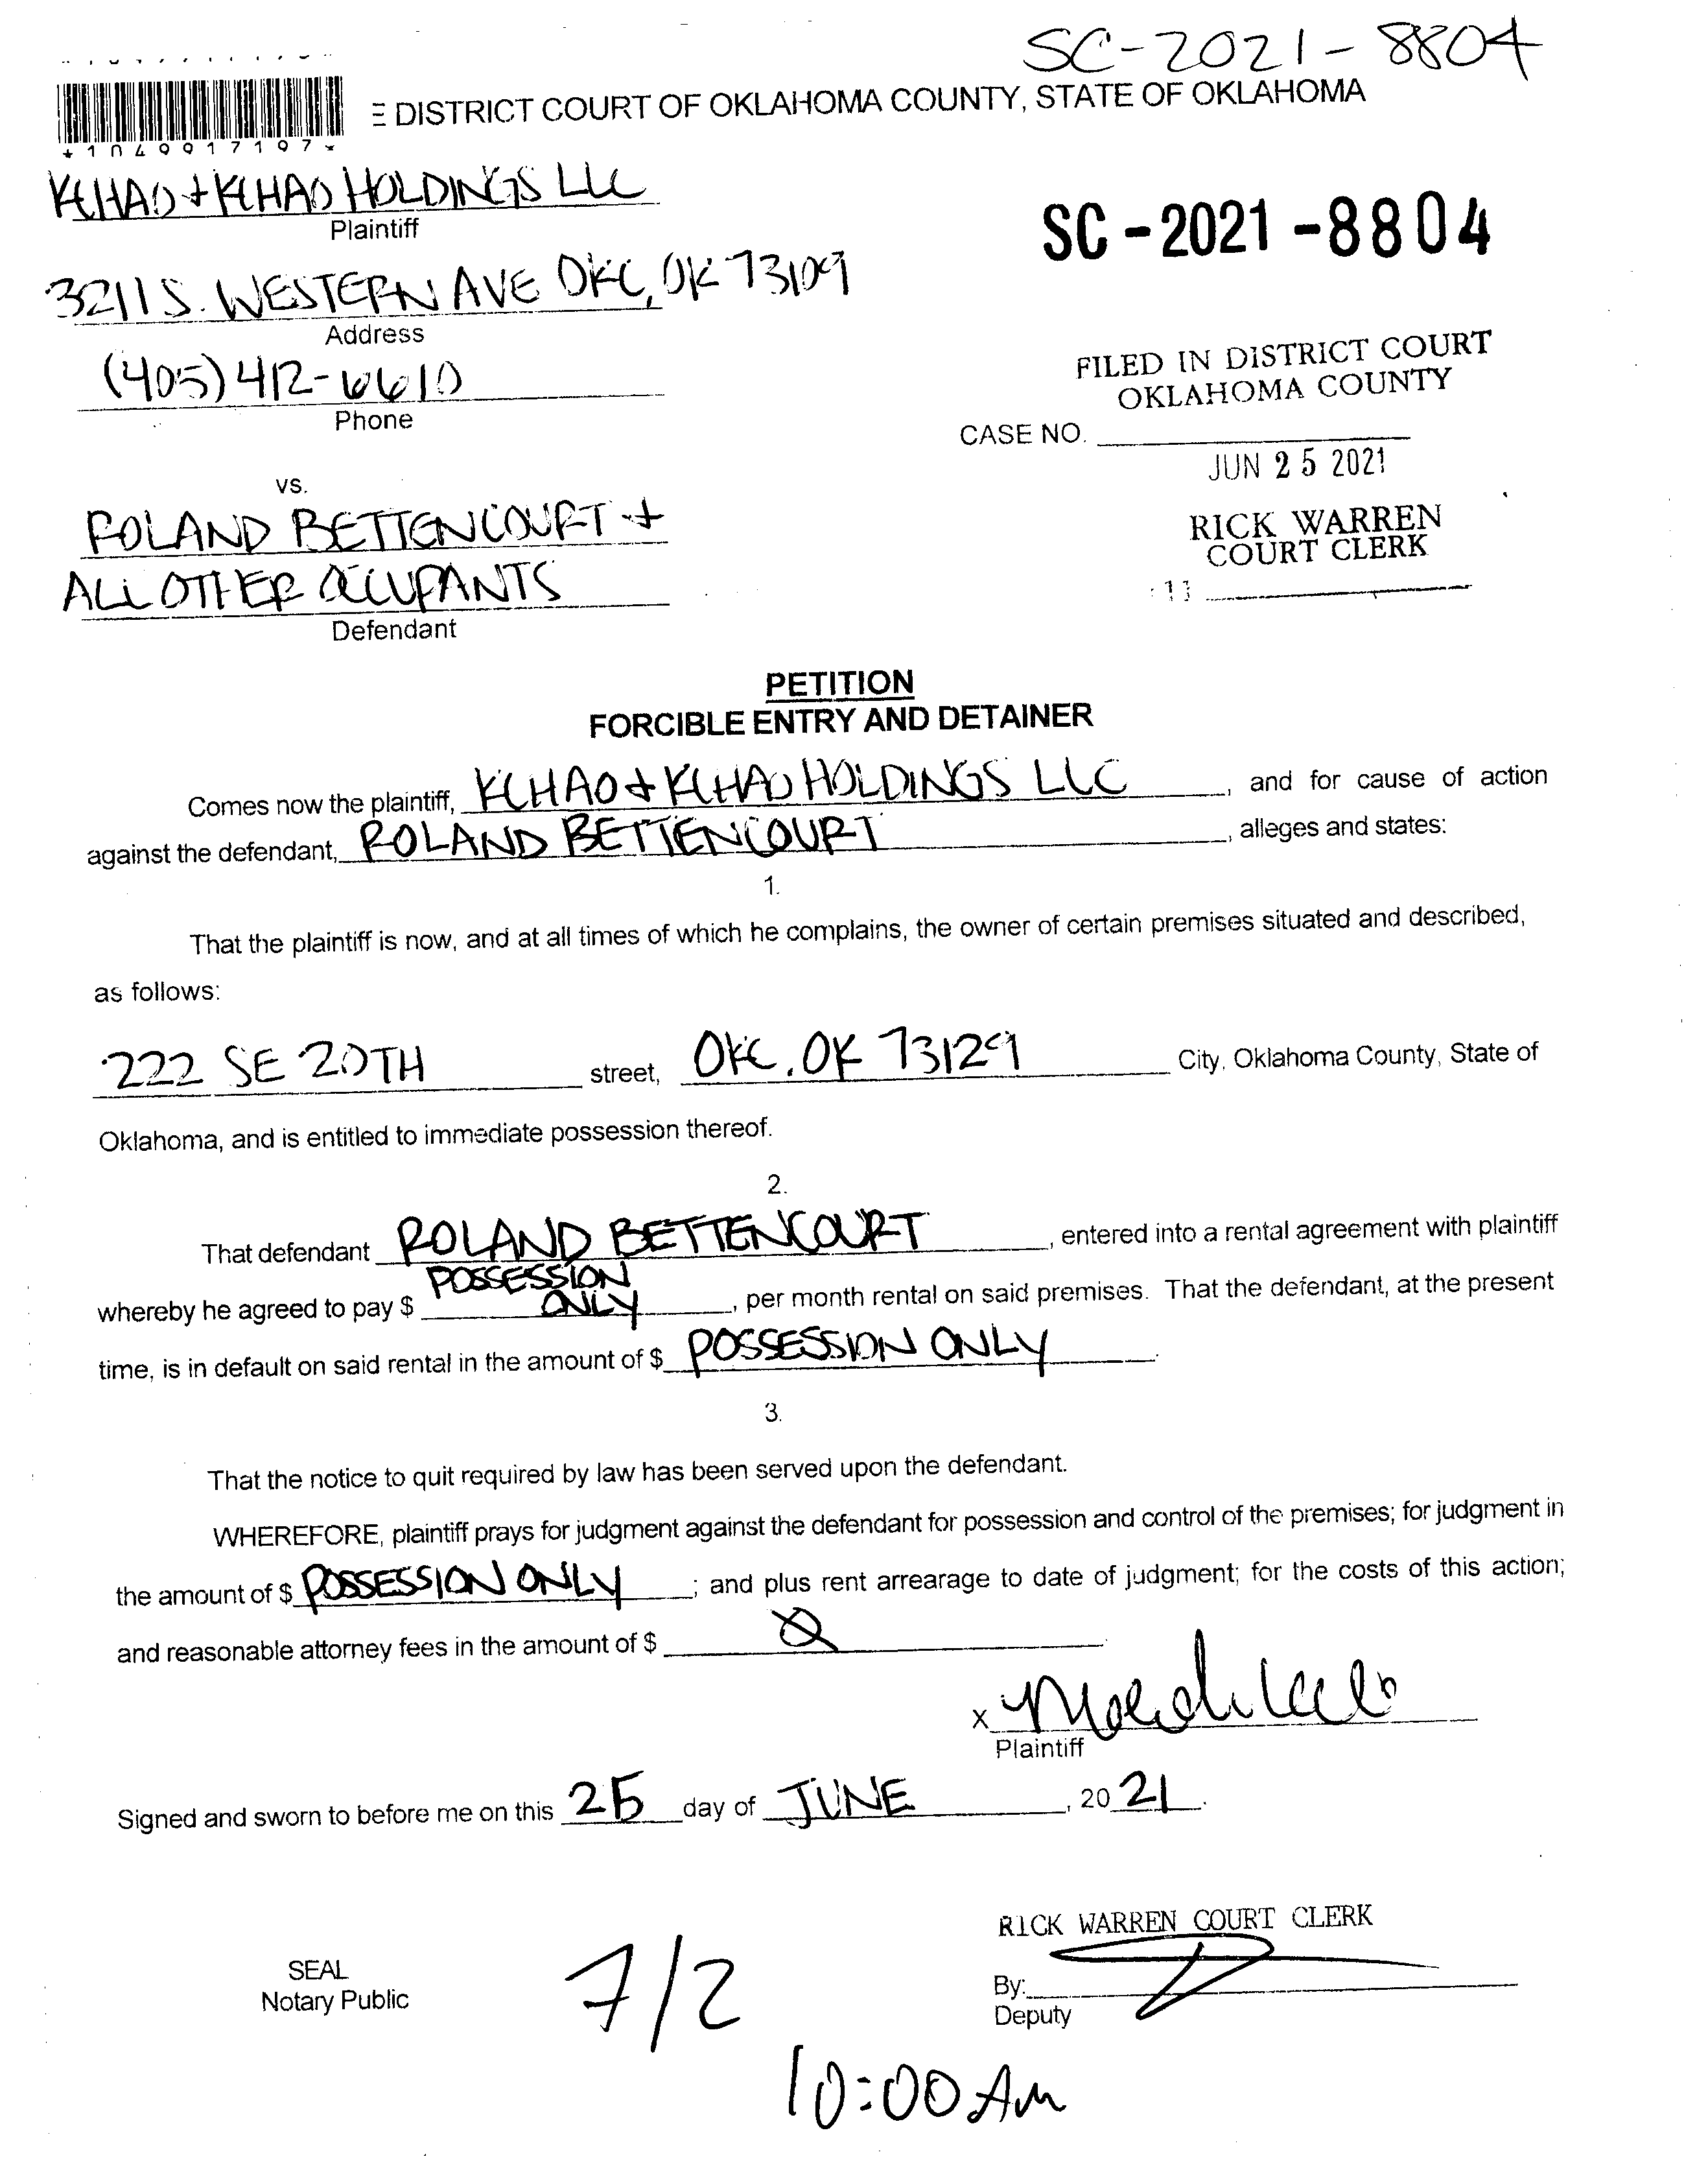 SC-2021-8804
E DISTRICT COURT OF OKLAHOMA COUNTY, STATE OF OKLAHOMA
*1049917197*
KCHAO + KCHAO HOLDINGS LLC
Plaintiff
SC-2021-8804
3211 S. WESTERN AVE OKC, OK 73109
Address
FILED IN DISTRICT COURT
OKLAHOMA COUNTY
(405) 412-6610
Phone
CASE NO.
JUN 25 2021
vs.
RICK WARREN
COURT CLERK
ROLAND BETTENCOURT +
ALL OTHER OCCUPANTS
Defendant
PETITION
FORCIBLE ENTRY AND DETAINER
Comes now the plaintiff, KCHAO + KCHAO HOLDINGS LLC, and for cause of action
against the defendant, ROLAND BETTENCOURT, alleges and states:
1.
That the plaintiff is now, and at all times of which he complains, the owner of certain premises situated and described,
as follows:
222 SE 20TH street, OKC, OK 73129 City, Oklahoma County, State of
Oklahoma, and is entitled to immediate possession thereof.
2.
That defendant ROLAND BETTENCOURT, entered into a rental agreement with plaintiff
whereby he agreed to pay $ POSSESSION ONLY, per month rental on said premises. That the defendant, at the present
time, is in default on said rental in the amount of $ POSSESSION ONLY.
3.
That the notice to quit required by law has been served upon the defendant.
WHEREFORE, plaintiff prays for judgment against the defendant for possession and control of the premises; for judgment in
the amount of $ POSSESSION ONLY; and plus rent arrearage to date of judgment; for the costs of this action;
and reasonable attorney fees in the amount of $
x
Plaintiff
Signed and sworn to before me on this 25 day of JUNE, 2021.
RICK WARREN COURT CLERK
SEAL
Notary Public
7/2
By:
Deputy
10:00 AM